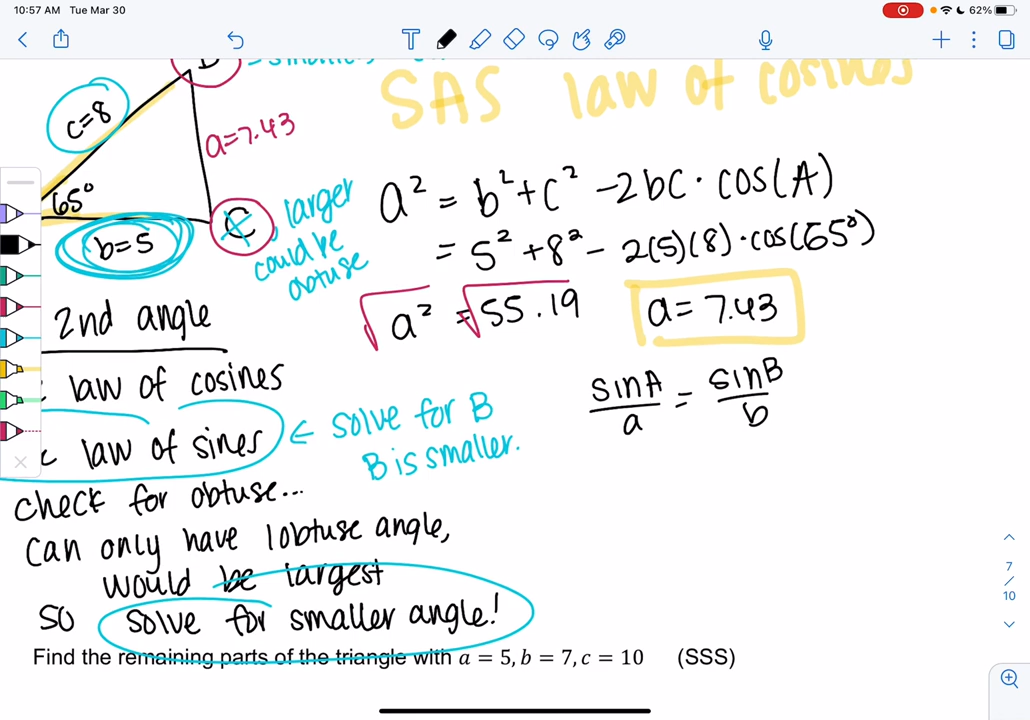 10:57 AM Tue Mar 30
62%
SAS law of cosines
c=8
a=7.43
65°
b=5
C, larger
could be
obtuse
a² = b² + c² - 2bc · cos(A)
= 5² + 8² - 2(5)(8) · cos(65°)
√a² = √55.19
a = 7.43
2nd angle
law of cosines
law of sines
← solve for B
B is smaller.
sinA/a = sinB/b
check for obtuse...
can only have 1 obtuse angle,
would be largest
so solve for smaller angle!
Find the remaining parts of the triangle with a = 5, b = 7, c = 10 (SSS)
7
/
10